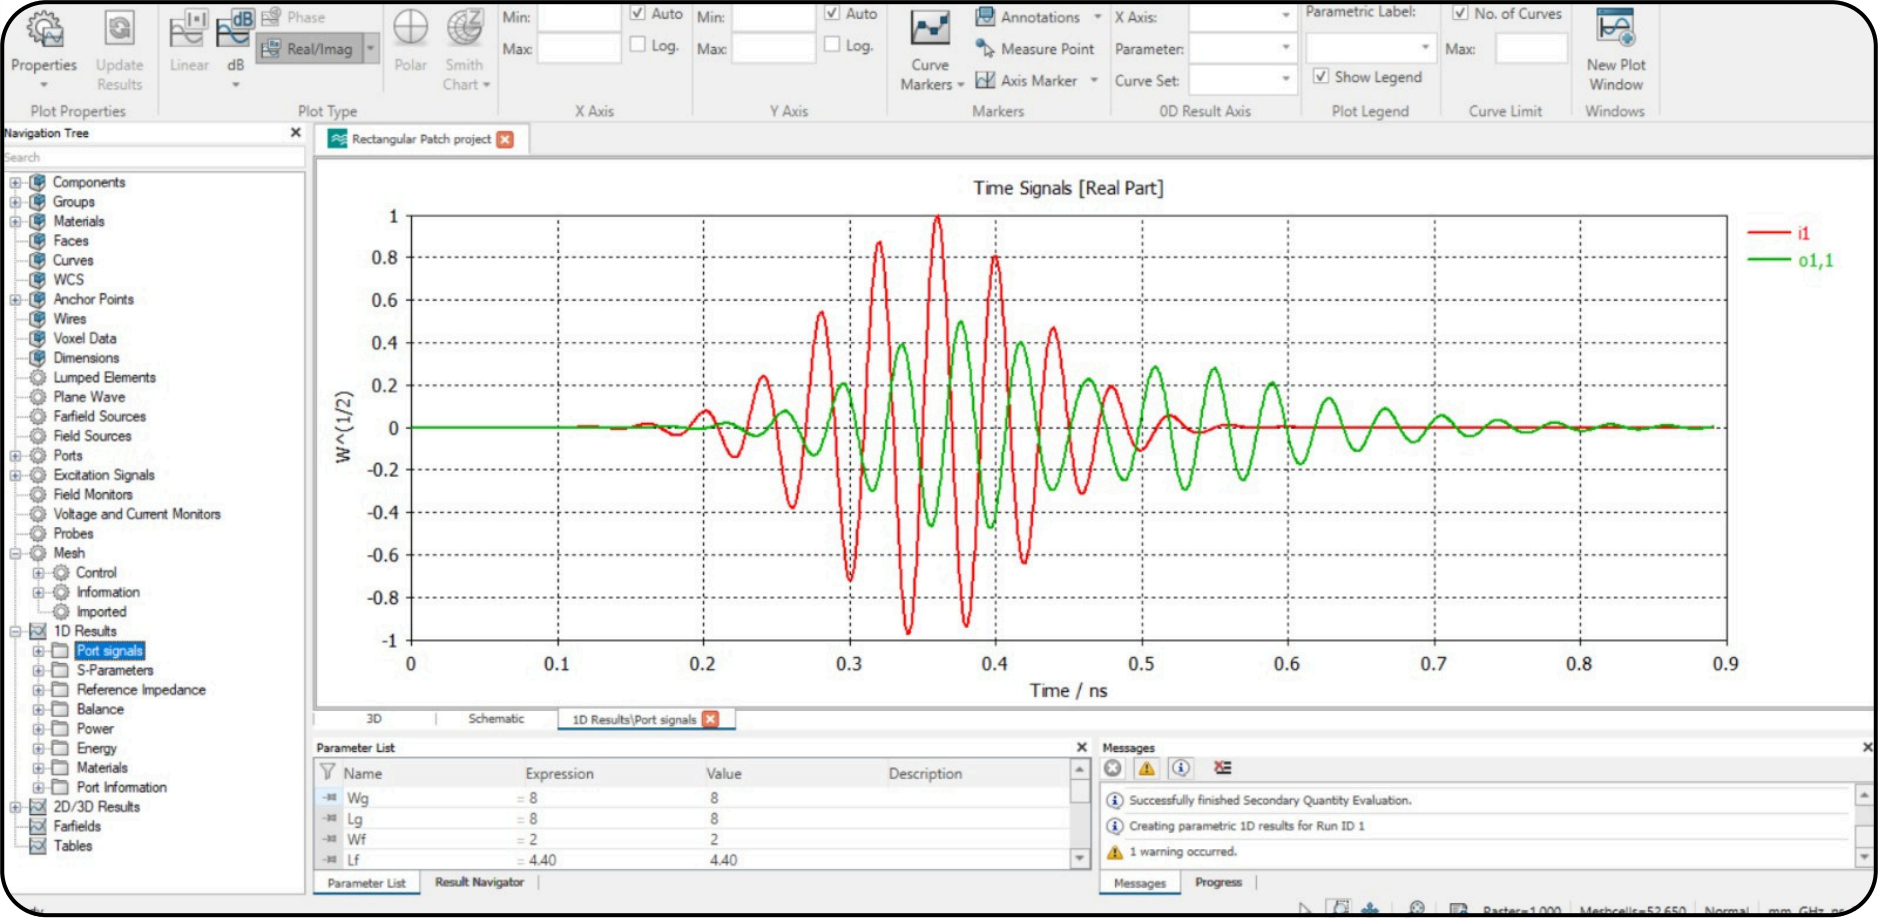 Properties
Update
Results
Plot Properties
Linear
dB
dB
Phase
Real/Imag
Plot Type
Polar
Smith
Chart
Min:
Max:
Auto
Log.
X Axis
Min:
Max:
Auto
Log.
Y Axis
Curve
Markers
Annotations
Measure Point
Axis Marker
Markers
X Axis:
Parameter:
Curve Set:
0D Result Axis
Parametric Label:
Show Legend
Plot Legend
No. of Curves
Max:
Curve Limit
New Plot
Window
Windows
Navigation Tree
Search
Components
Groups
Materials
Faces
Curves
WCS
Anchor Points
Wires
Voxel Data
Dimensions
Lumped Elements
Plane Wave
Farfield Sources
Field Sources
Ports
Excitation Signals
Field Monitors
Voltage and Current Monitors
Probes
Mesh
Control
Information
Imported
1D Results
Port signals
S-Parameters
Reference Impedance
Balance
Power
Energy
Materials
Port Information
2D/3D Results
Farfields
Tables
Rectangular Patch project
Time Signals [Real Part]
W^(1/2)
1
0.8
0.6
0.4
0.2
0
-0.2
-0.4
-0.6
-0.8
-1
0 0.1 0.2 0.3 0.4 0.5 0.6 0.7 0.8 0.9
Time / ns
i1
o1,1
3D
Schematic
1D Results\Port signals
Parameter List
Name Expression Value Description
Wg = 8 8
Lg = 8 8
Wf = 2 2
Lf = 4.40 4.40
Parameter List
Result Navigator
Messages
Successfully finished Secondary Quantity Evaluation.
Creating parametric 1D results for Run ID 1
1 warning occurred.
Messages
Progress
Raster=1.000 Meshcells=52,650 Normal mm GHz ns